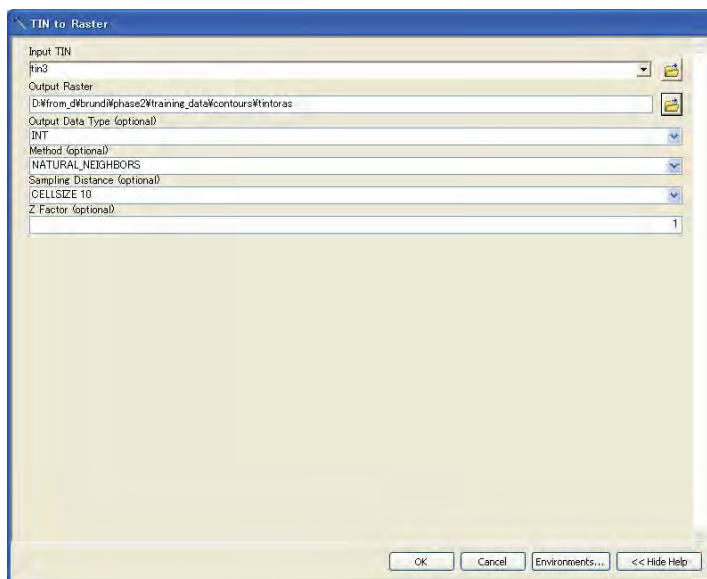 TIN to Raster
Input TIN
tin3
Output Raster
D:¥from_d¥brundi¥phase2¥training_data¥contours¥tintoras
Output Data Type (optional)
INT
Method (optional)
NATURAL_NEIGHBORS
Sampling Distance (optional)
CELLSIZE 10
Z Factor (optional)
1
OK Cancel Environments... << Hide Help